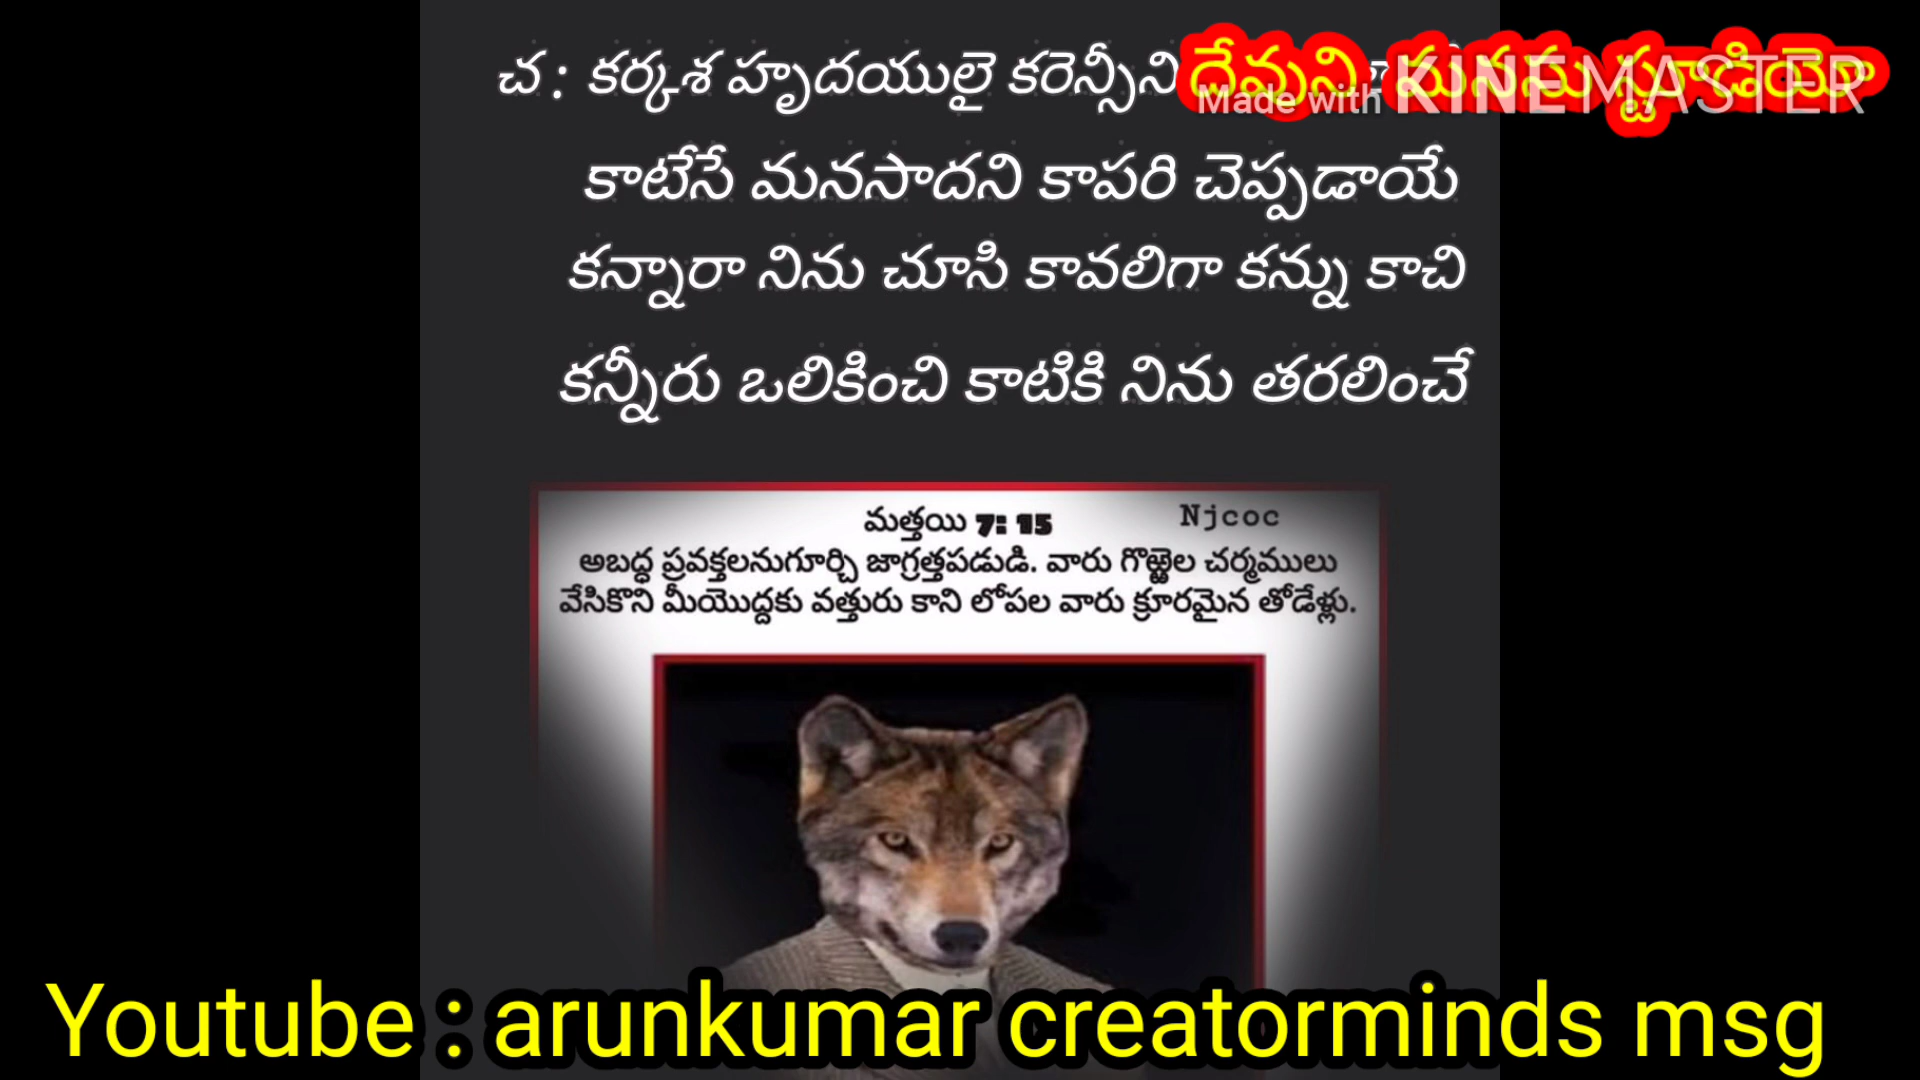 చ : కర్కశ హృదయులై కరెన్సీని
దేవుని మనను స్టూడియో
Made with KINEMASTER
కాటేసే మనసాదని కాపరి చెప్పడాయే
కన్నారా నిను చూసి కావలిగా కన్ను కాచి
కన్నీరు ఒలికించి కాటికి నిను తరలించే
మత్తయి 7: 15
Njcoc
అబద్ధ ప్రవక్తలనుగూర్చి జాగ్రత్తపడుడి. వారు గొఱ్ఱెల చర్మములు
వేసికొని మీయొద్దకు వత్తురు కాని లోపల వారు క్రూరమైన తోడేళ్లు.
Youtube : arunkumar creatorminds msg